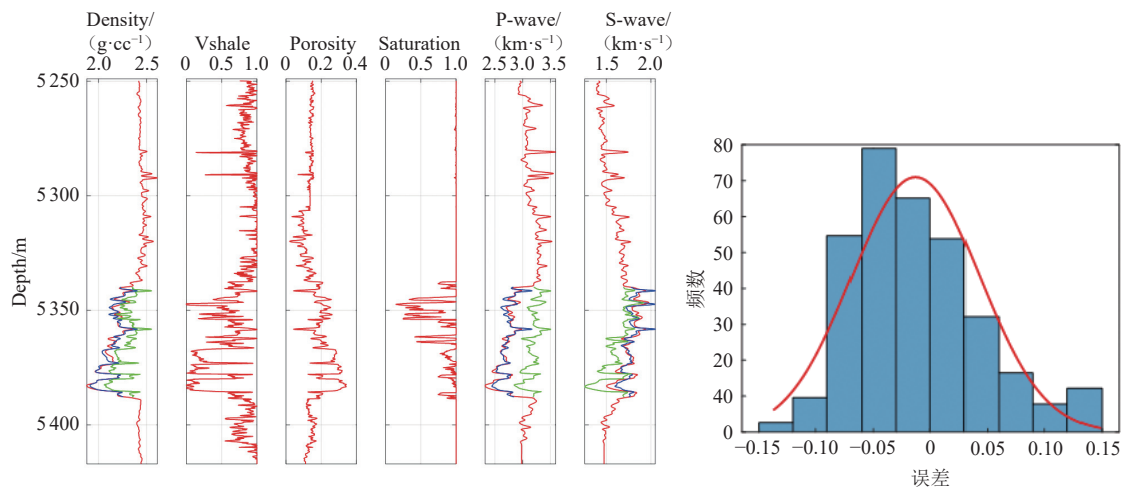 Density/
(g·cc⁻¹)
Vshale
Porosity
Saturation
P-wave/
(km·s⁻¹)
S-wave/
(km·s⁻¹)
2.0 2.5
0 0.5 1.0
0 0.2 0.4
0 0.5 1.0
2.5 3.0 3.5
1.5 2.0
5 250
5 300
5 350
5 400
Depth/m
80
70
60
50
40
30
20
10
0
频数
−0.15 −0.10 −0.05 0 0.05 0.10 0.15
误差